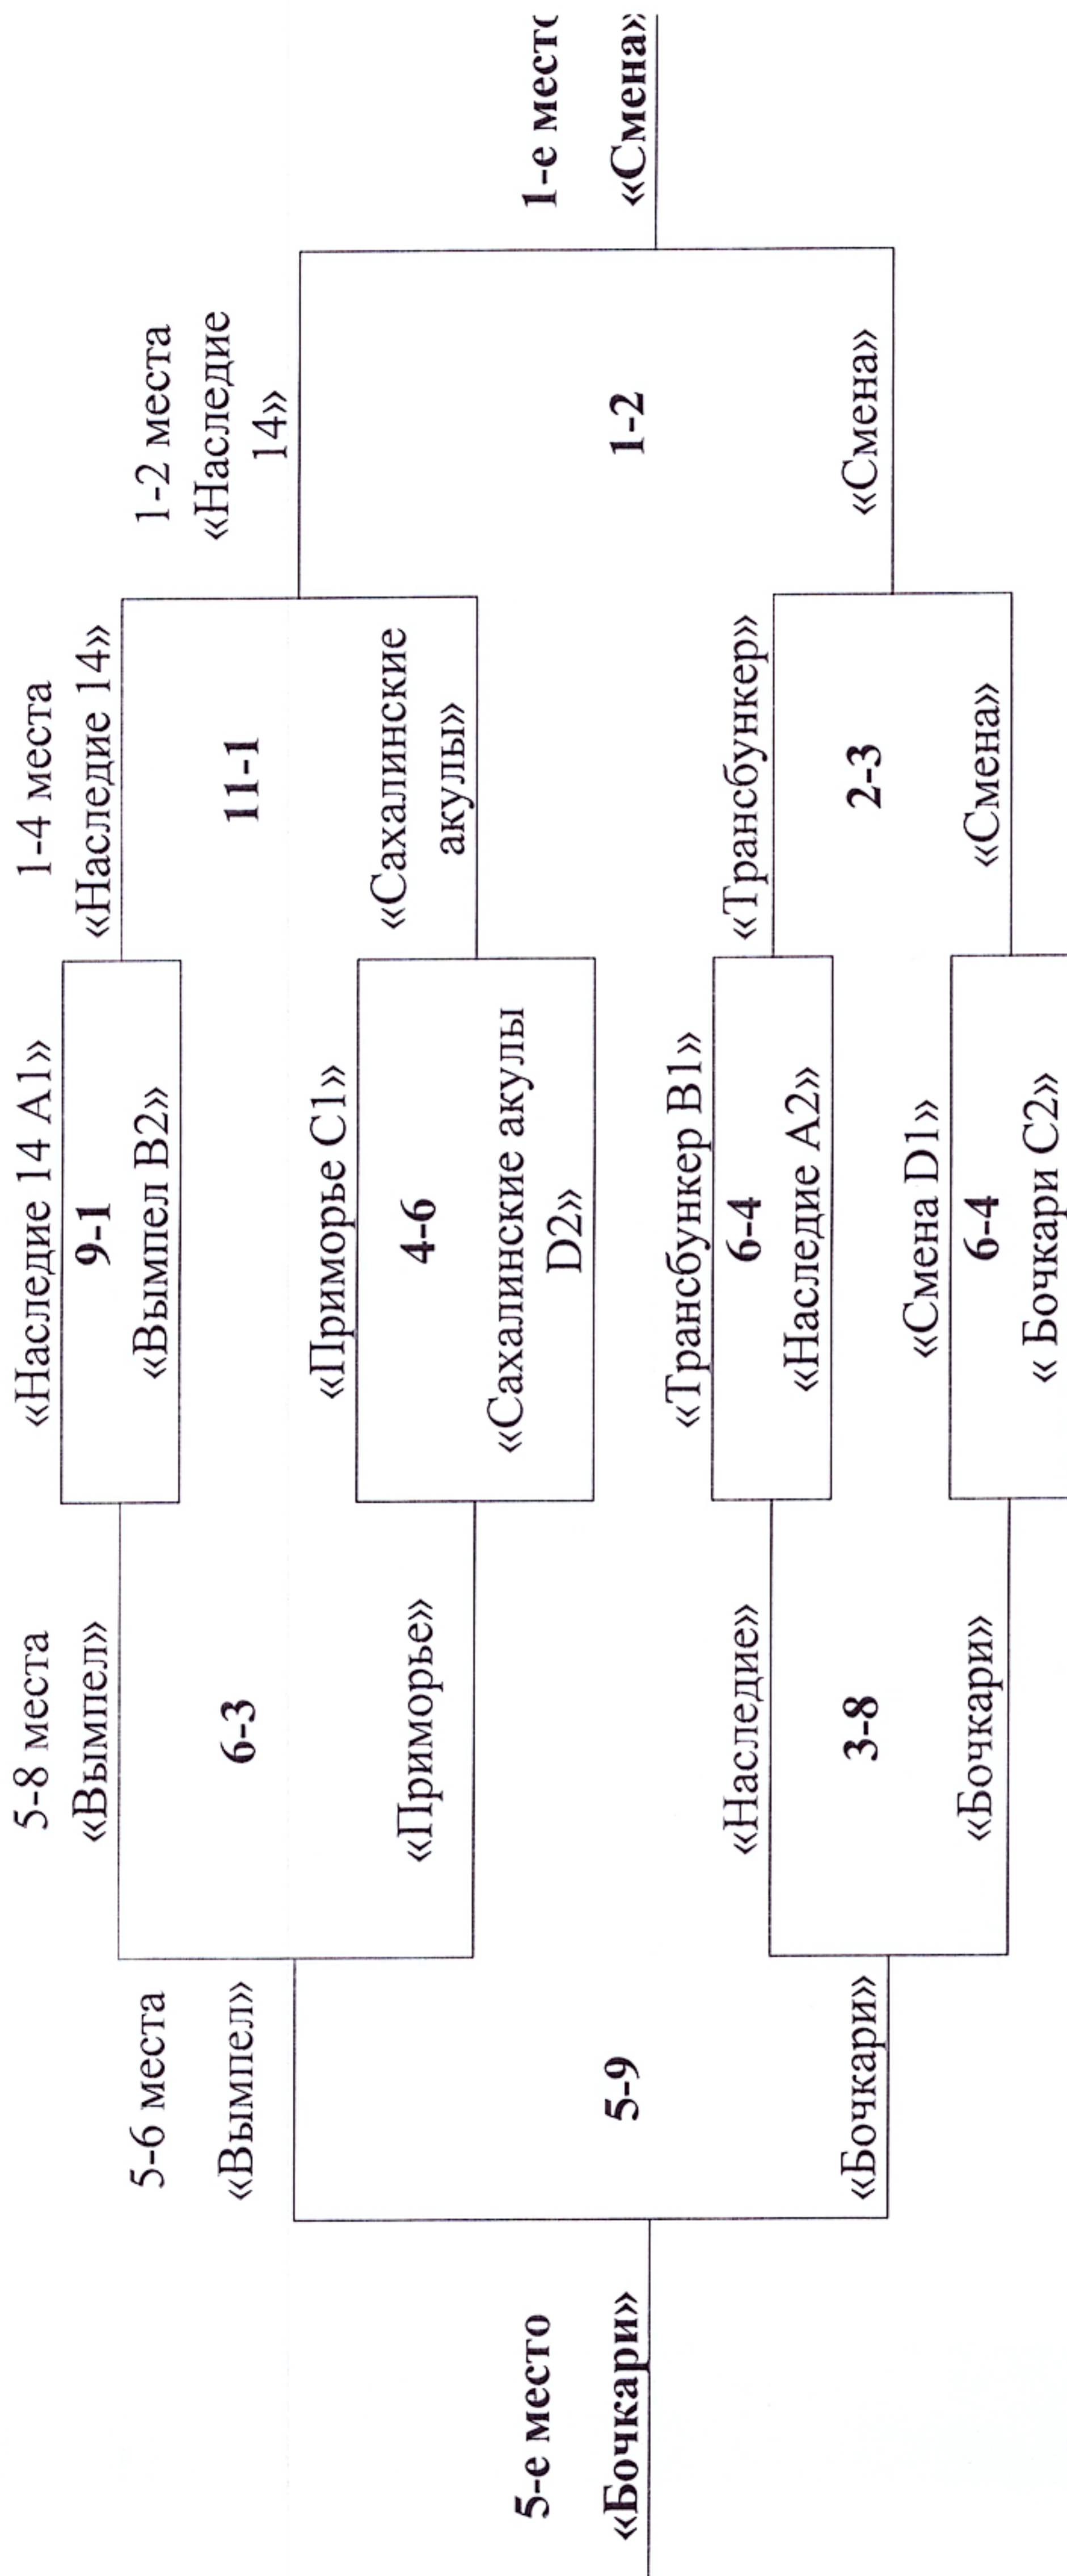 5-8 места
«Наследие 14 А1»
1-4 места
«Вымпел»
9-1
«Наследие 14»
5-6 места
«Вымпел В2»
1-2 места
«Наследие
14»
«Вымпел»
6-3
11-1
«Приморье С1»
«Сахалинские
акулы»
«Приморье»
4-6
«Сахалинские акулы
D2»
5-е место
1-е место
«Бочкари»
5-9
1-2
«Смена»
«Трансбункер В1»
«Наследие»
6-4
«Трансбункер»
«Наследие А2»
«Бочкари»
3-8
2-3
«Смена»
«Смена D1»
«Бочкари»
6-4
«Смена»
« Бочкари С2»